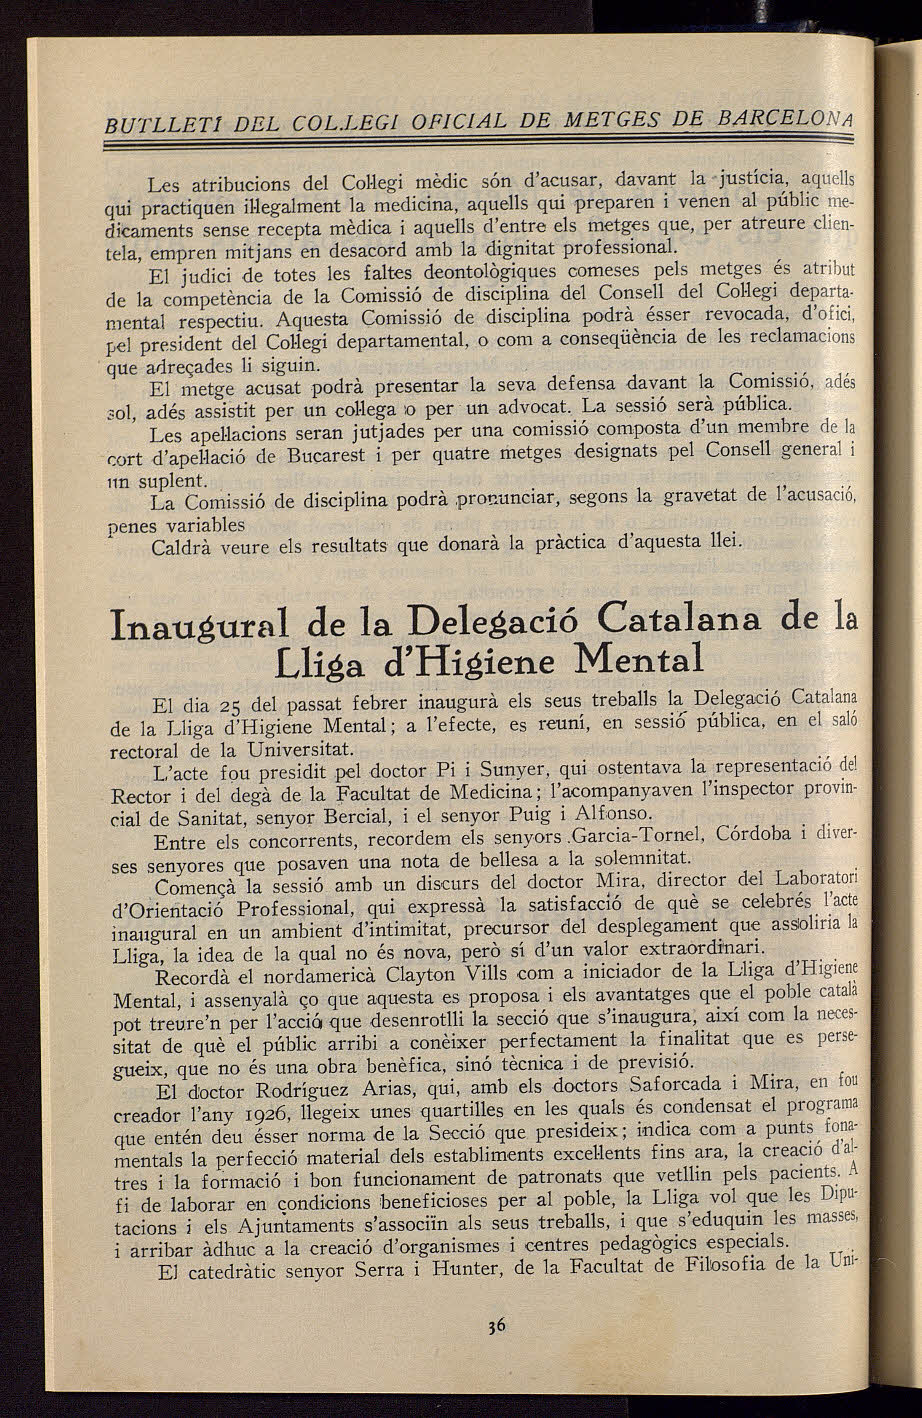 BUTLLETÍ DEL COL.LEGI OFICIAL DE METGES DE BARCELONA
Les atribucions del Col·legi mèdic són d'acusar, davant la justícia, aquells
qui practiquen il·legalment la medicina, aquells qui preparen i venen al públic me-
dicaments sense recepta mèdica i aquells d'entre els metges que, per atreure clien-
tela, empren mitjans en desacord amb la dignitat professional.
El judici de totes les faltes deontològiques comeses pels metges és atribut
de la competència de la Comissió de disciplina del Consell del Col·legi departa-
mental respectiu. Aquesta Comissió de disciplina podrà ésser revocada, d'ofici,
pel president del Col·legi departamental, o com a conseqüència de les reclamacions
que adreçades li siguin.
El metge acusat podrà presentar la seva defensa davant la Comissió, adés
sol, adés assistit per un col·lega o per un advocat. La sessió serà pública.
Les apel·lacions seran jutjades per una comissió composta d'un membre de la
cort d'apel·lació de Bucarest i per quatre metges designats pel Consell general i
un suplent.
La Comissió de disciplina podrà pronunciar, segons la gravetat de l'acusació,
penes variables
Caldrà veure els resultats que donarà la pràctica d'aquesta llei.
Inaugural de la Delegació Catalana de la
Lliga d'Higiene Mental
El dia 25 del passat febrer inaugurà els seus treballs la Delegació Catalana
de la Lliga d'Higiene Mental; a l'efecte, es reuní, en sessió pública, en el saló
rectoral de la Universitat.
L'acte fou presidit pel doctor Pi i Sunyer, qui ostentava la representació del
Rector i del degà de la Facultat de Medicina; l'acompanyaven l'inspector provin-
cial de Sanitat, senyor Bercial, i el senyor Puig i Alfonso.
Entre els concorrents, recordem els senyors Garcia-Tornel, Córdoba i diver-
ses senyores que posaven una nota de bellesa a la solemnitat.
Començà la sessió amb un discurs del doctor Mira, director del Laboratori
d'Orientació Professional, qui expressà la satisfacció de què se celebrés l'acte
inaugural en un ambient d'intimitat, precursor del desplegament que assoliria la
Lliga, la idea de la qual no és nova, però sí d'un valor extraordinari.
Recordà el nordamericà Clayton Vills com a iniciador de la Lliga d'Higiene
Mental, i assenyalà ço que aquesta es proposa i els avantatges que el poble català
pot treure'n per l'acció que desenrotlli la secció que s'inaugura, així com la neces-
sitat de què el públic arribi a conèixer perfectament la finalitat que es perse-
gueix, que no és una obra benèfica, sinó tècnica i de previsió.
El doctor Rodríguez Arias, qui, amb els doctors Saforcada i Mira, en fou
creador l'any 1926, llegeix unes quartilles en les quals és condensat el programa
que entén deu ésser norma de la Secció que presideix; indica com a punts fona-
mentals la perfecció material dels establiments excel·lents fins ara, la creació d'al-
tres i la formació i bon funcionament de patronats que vetllin pels pacients. A
fi de laborar en condicions beneficioses per al poble, la Lliga vol que les Dipu-
tacions i els Ajuntaments s'associïn als seus treballs, i que s'eduquin les masses,
i arribar àdhuc a la creació d'organismes i centres pedagògics especials.
El catedràtic senyor Serra i Hunter, de la Facultat de Filosofia de la Uni-
36